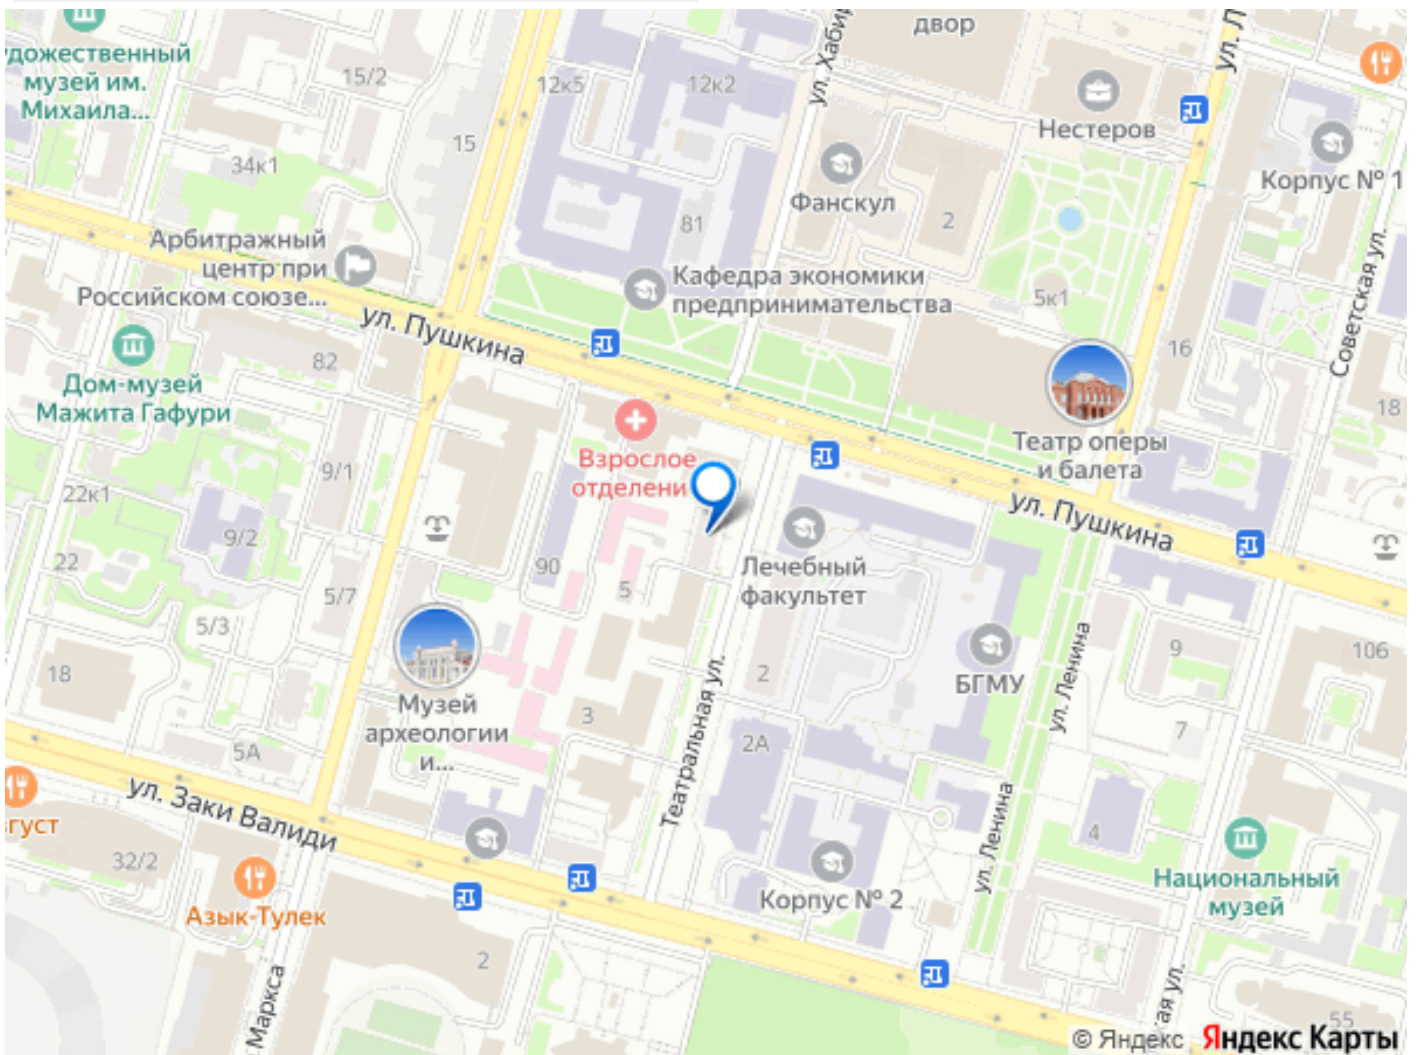 двор
ул. Хабир
ул. Л
удожественный
музей им.
Михаила...
15/2
12к5
12к2
Нестеров
15
34к1
Фанскул
2
Корпус № 1
81
Арбитражный
центр при
Российском союзе...
Кафедра экономики
предпринимательства
5к1
Советская ул.
ул. Пушкина
82
16
Дом-музей
Мажита Гафури
18
Театр оперы
и балета
Взрослое
отделени
9/1
22к1
ул. Пушкина
9/2
22
90
5
Лечебный
факультет
5/7
5/3
ул. Ленина
9
106
18
БГМУ
2
Музей
археологии
и...
3
Театральная ул.
7
5А
2А
ул. Заки Валиди
густ
32/2
ул. Ленина
4
Азык-Тулек
Корпус № 2
Национальный
музей
2
Маркса
кая ул.
55
© Яндекс Яндекс Карты